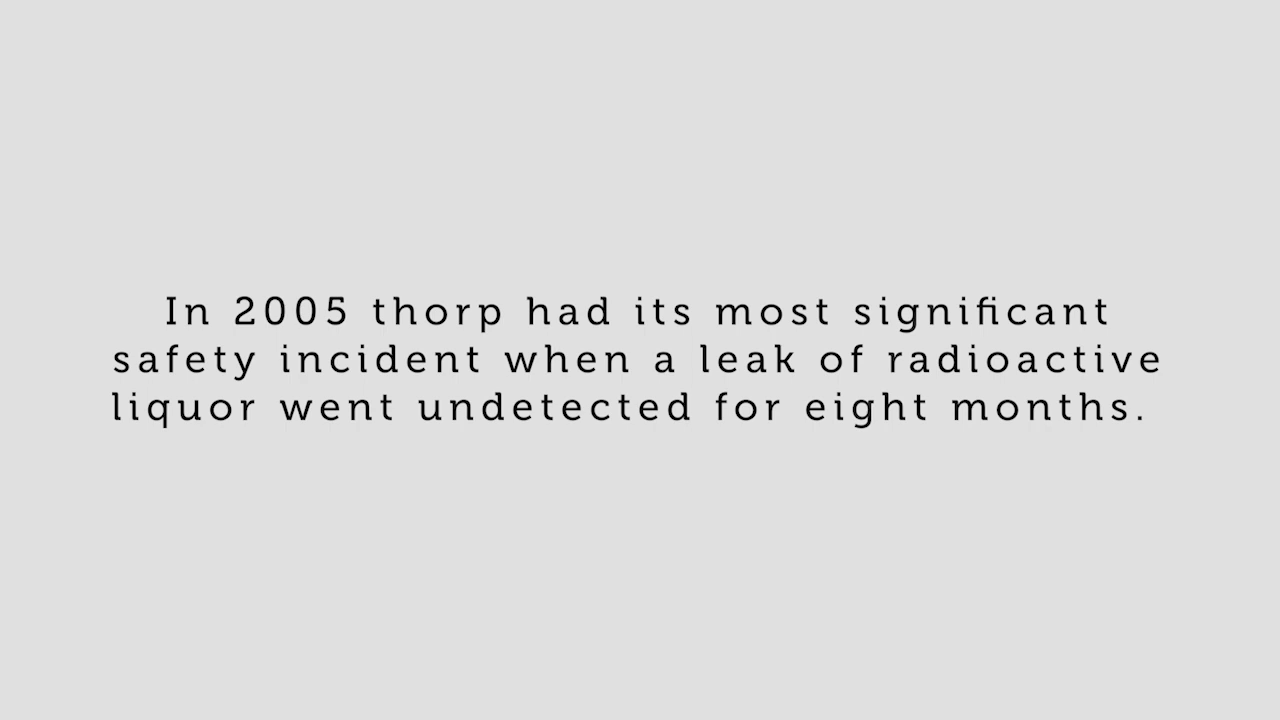 In 2005 thorp had its most significant
safety incident when a leak of radioactive
liquor went undetected for eight months.